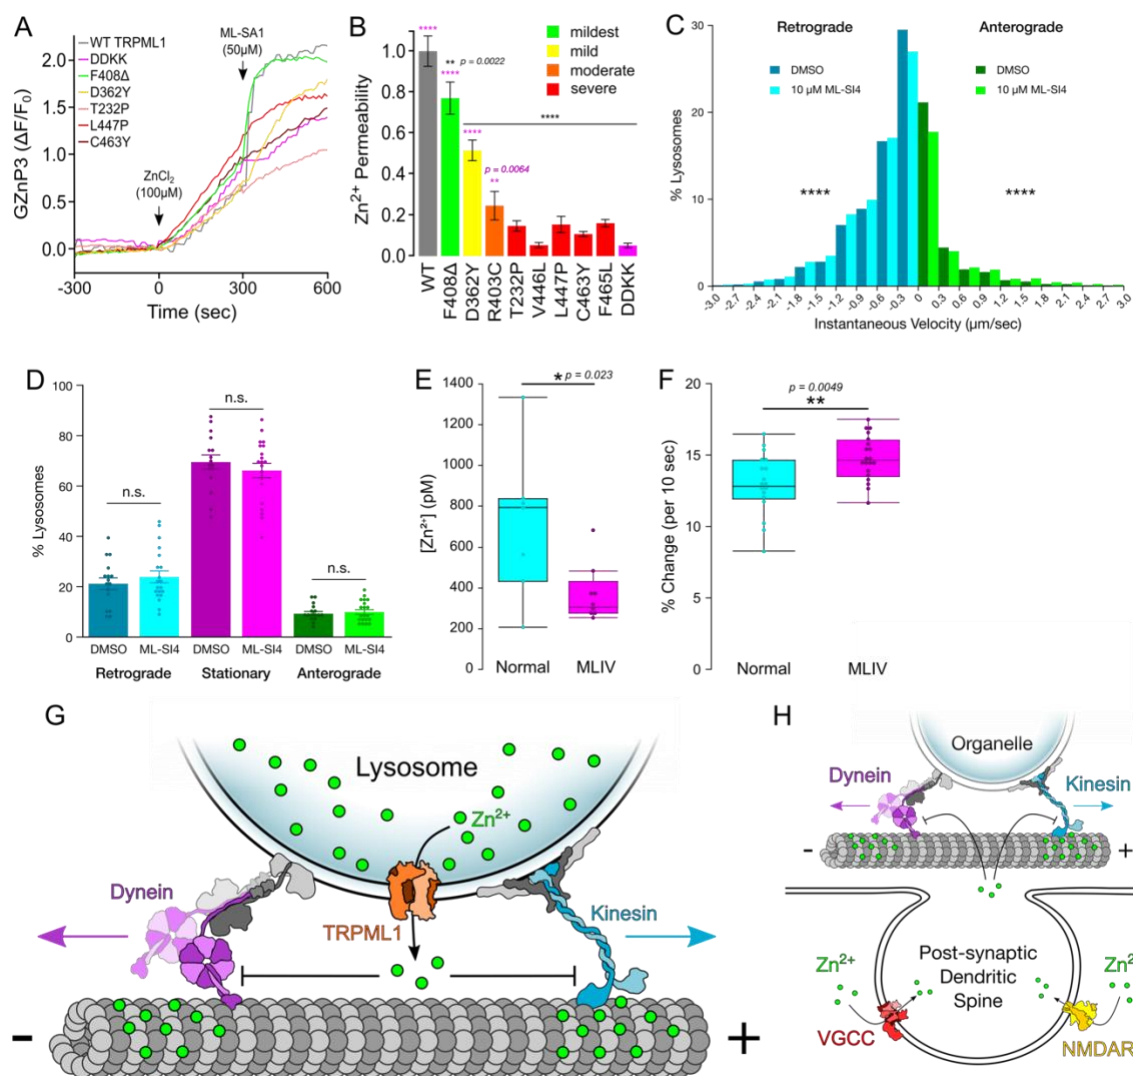 A
GZnP3 (ΔF/F₀)
2.0
1.5
1.0
0.5
0.0
WT TRPML1
DDKK
F408Δ
D362Y
T232P
L447P
C463Y
ML-SA1
(50µM)
ZnCl₂
(100µM)
-300
0
300
600
Time (sec)
B
Zn²⁺ Permeability
1.0
0.8
0.6
0.4
0.2
0.0
****
** p = 0.0022
****
****
****
p = 0.0064
**
mildest
mild
moderate
severe
WT
F408Δ
D362Y
R403C
T232P
V446L
L447P
C463Y
F465L
DDKK
C
% Lysosomes
30
20
10
0
Retrograde
DMSO
10 µM ML-SI4
Anterograde
DMSO
10 µM ML-SI4
****
****
-3.0
-2.7
-2.4
-2.1
-1.5
-1.2
-0.9
-0.6
-0.3
0
0.3
0.6
0.9
1.2
1.5
1.8
2.1
2.4
2.7
3.0
Instantaneous Velocity (µm/sec)
D
% Lysosomes
100
80
60
40
20
0
n.s.
n.s.
n.s.
DMSO ML-SI4 DMSO ML-SI4 DMSO ML-SI4
Retrograde Stationary Anterograde
E
[Zn²⁺] (pM)
1400
1200
1000
800
600
400
200
0
* p = 0.023
Normal MLIV
F
% Change (per 10 sec)
20
15
10
5
0
p = 0.0049
**
Normal MLIV
G
Lysosome
Zn²⁺
Dynein
TRPML1
Kinesin
-
+
H
Organelle
Dynein
Kinesin
-
+
Zn²⁺
Post-synaptic
Dendritic
Spine
Zn²
VGCC
NMDAR